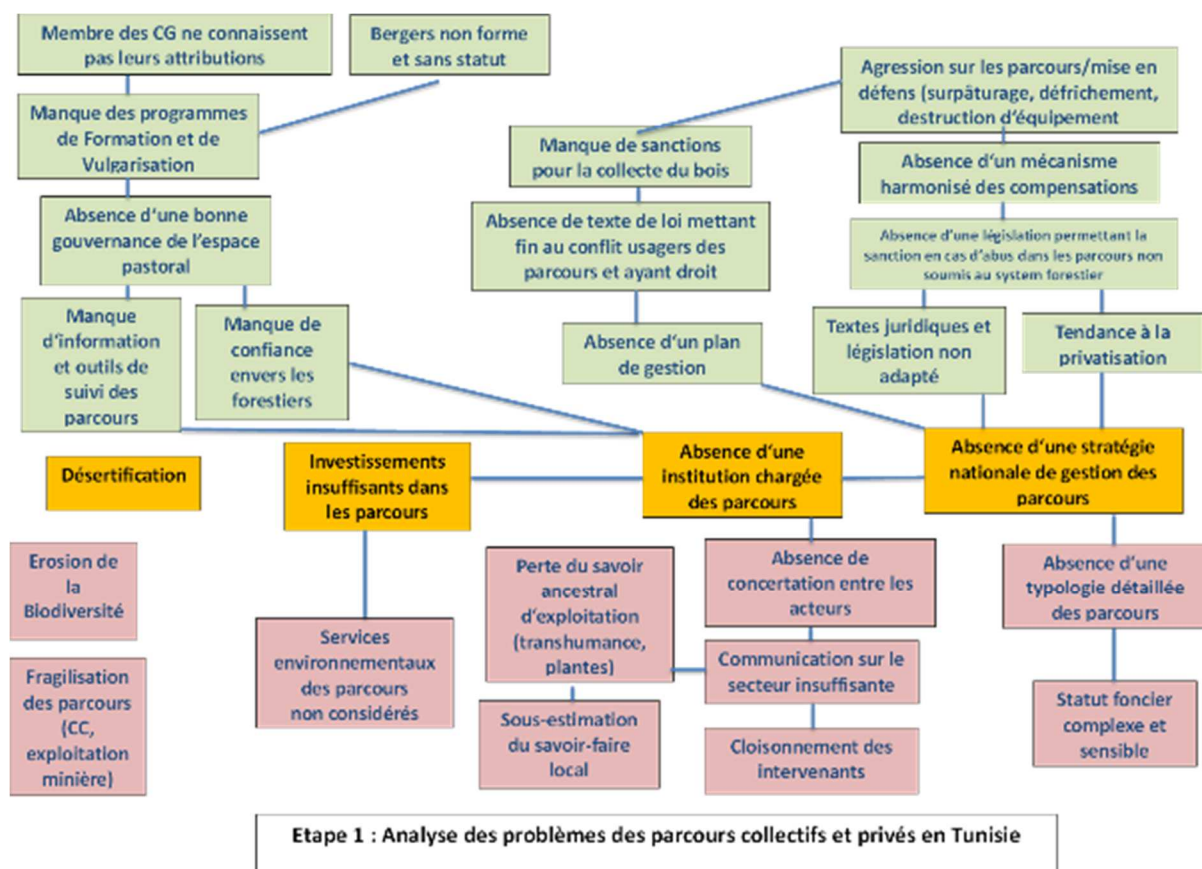 Membre des CG ne connaissent
pas leurs attributions
Bergers non forme
et sans statut
Agression sur les parcours/mise en
défens (surpâturage, défrichement,
destruction d‘équipement
Manque des programmes
de Formation et de
Vulgarisation
Manque de sanctions
pour la collecte du bois
Absence d‘un mécanisme
harmonisé des compensations
Absence d‘une bonne
gouvernance de l‘espace
pastoral
Absence de texte de loi mettant
fin au conflit usagers des
parcours et ayant droit
Absence d‘une législation permettant la
sanction en cas d‘abus dans les parcours non
soumis au system forestier
Manque
d‘information
et outils de
suivi des
parcours
Manque de
confiance
envers les
forestiers
Absence d‘un plan
de gestion
Textes juridiques et
législation non
adapté
Tendance à la
privatisation
Désertification
Investissements
insuffisants dans
les parcours
Absence d‘une
institution chargée
des parcours
Absence d‘une stratégie
nationale de gestion des
parcours
Erosion de
la
Biodiversité
Services
environnementaux
des parcours
non considérés
Perte du savoir
ancestral
d‘exploitation
(transhumance,
plantes)
Absence de
concertation entre les
acteurs
Absence d‘une
typologie détaillée
des parcours
Fragilisation
des parcours
(CC,
exploitation
minière)
Sous-estimation
du savoir-faire
local
Communication sur le
secteur insuffisante
Cloisonnement des
intervenants
Statut foncier
complexe et
sensible
Etape 1 : Analyse des problèmes des parcours collectifs et privés en Tunisie